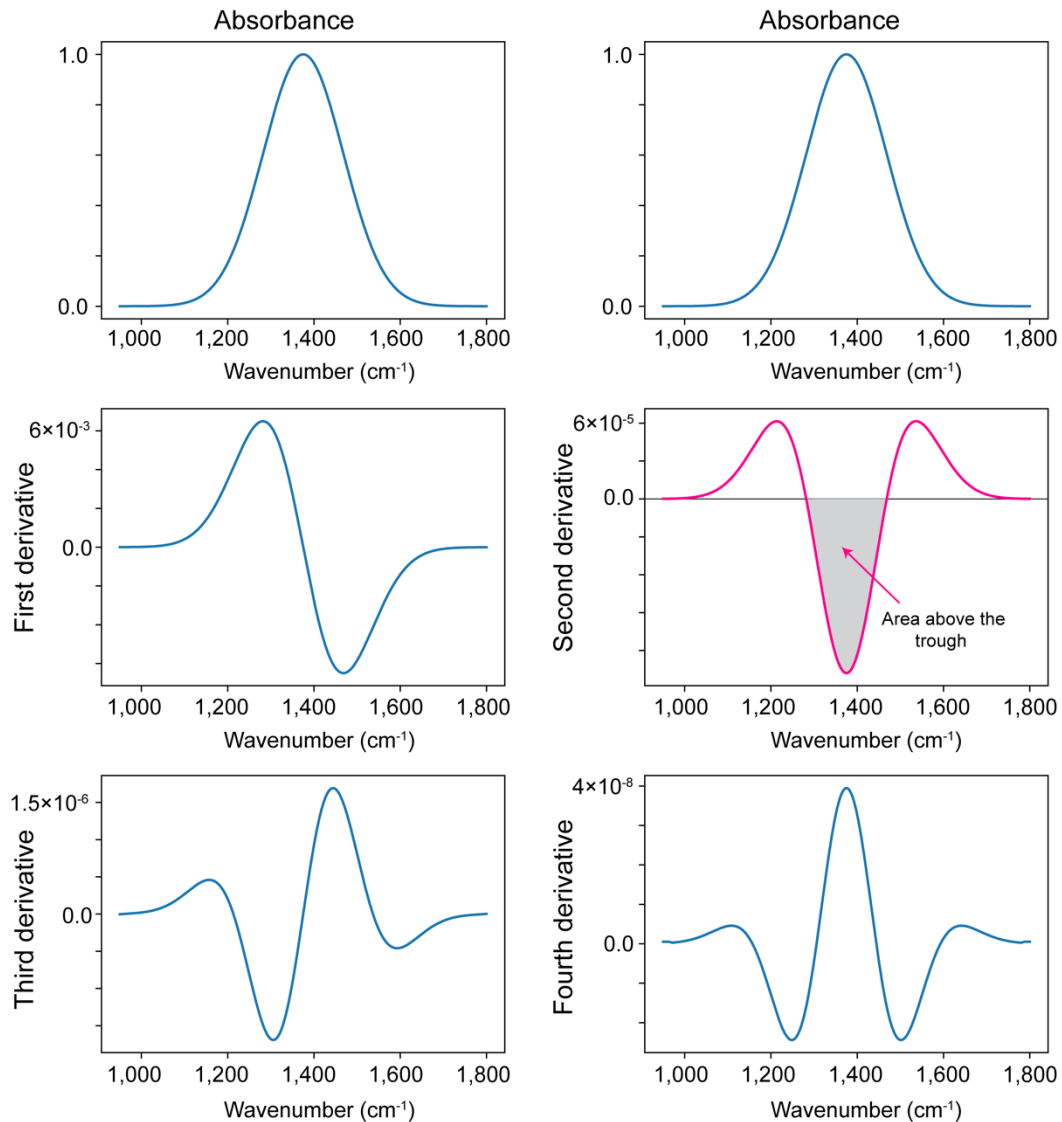 Absorbance
1.0
0.0
1,000 1,200 1,400 1,600 1,800
Wavenumber (cm⁻¹)
Absorbance
1.0
0.0
1,000 1,200 1,400 1,600 1,800
Wavenumber (cm⁻¹)
First derivative
6×10⁻³
0.0
1,000 1,200 1,400 1,600 1,800
Wavenumber (cm⁻¹)
Second derivative
6×10⁻⁵
0.0
Area above the
trough
1,000 1,200 1,400 1,600 1,800
Wavenumber (cm⁻¹)
Third derivative
1.5×10⁻⁶
0.0
1,000 1,200 1,400 1,600 1,800
Wavenumber (cm⁻¹)
Fourth derivative
4×10⁻⁸
0.0
1,000 1,200 1,400 1,600 1,800
Wavenumber (cm⁻¹)